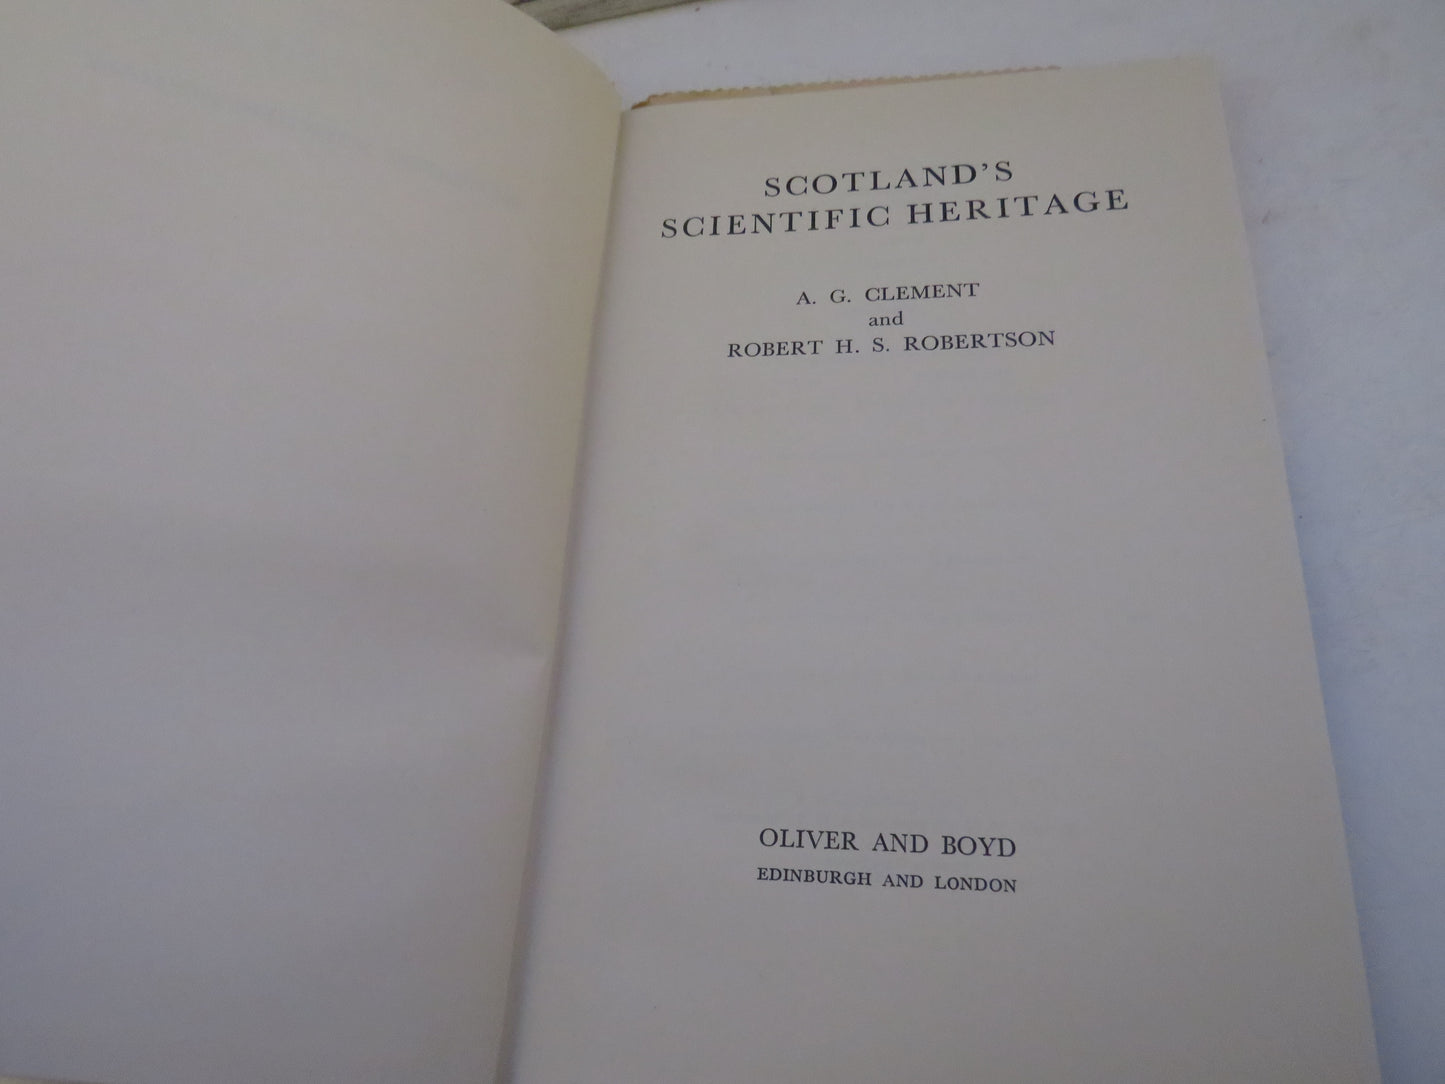 SCOTLAND'S
SCIENTIFIC HERITAGE
A. G. CLEMENT
and
ROBERT H. S. ROBERTSON
OLIVER AND BOYD
EDINBURGH AND LONDON